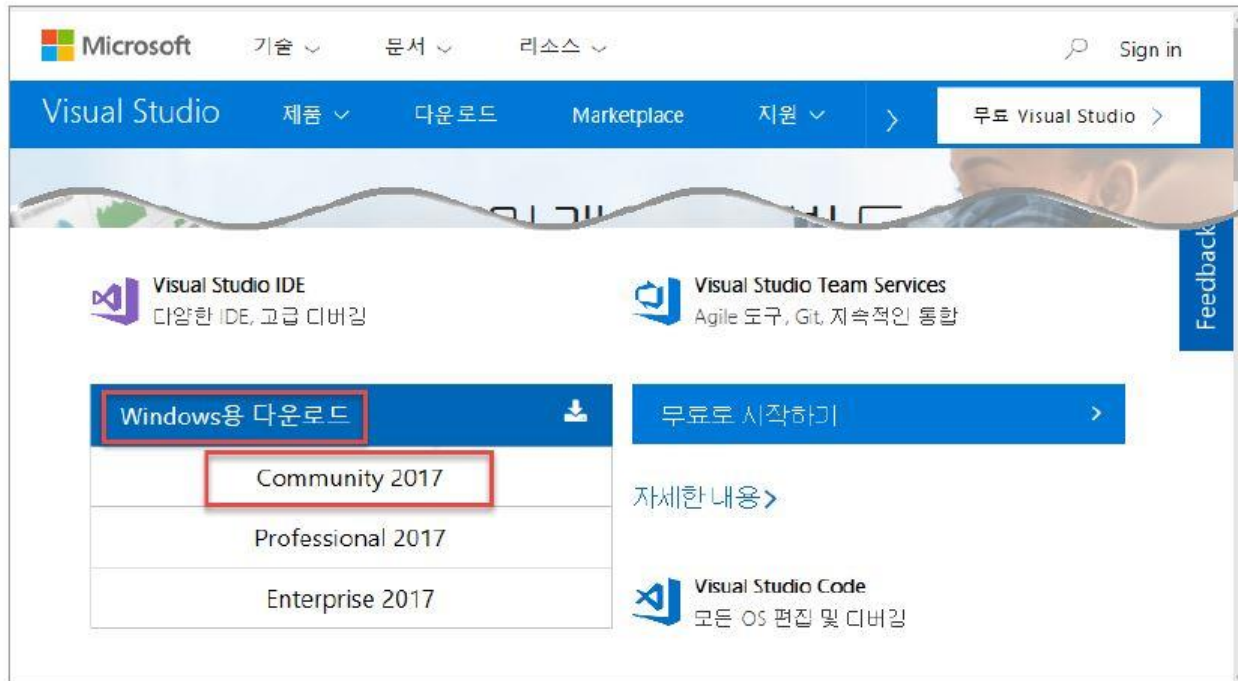 Microsoft 기술 문서 리소스 Sign in
Visual Studio 제품 다운로드 Marketplace 지원 무료 Visual Studio
Feedback
Visual Studio IDE
다양한 IDE, 고급 디버깅
Visual Studio Team Services
Agile 도구, Git, 지속적인 통합
Windows용 다운로드
Community 2017
Professional 2017
Enterprise 2017
무료로 시작하기
자세한 내용
Visual Studio Code
모든 OS 편집 및 디버깅